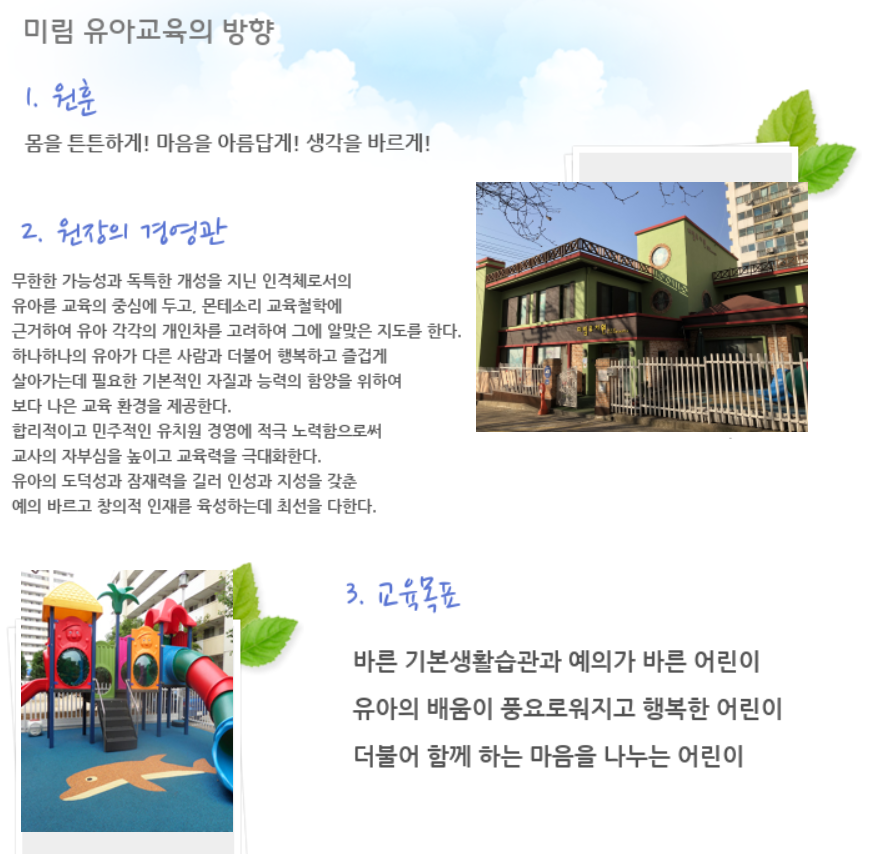 미림 유아교육의 방향
1. 원훈
몸을 튼튼하게! 마음을 아름답게! 생각을 바르게!
2. 원장의 경영관
무한한 가능성과 독특한 개성을 지닌 인격체로서의
유아를 교육의 중심에 두고, 몬테소리 교육철학에
근거하여 유아 각각의 개인차를 고려하여 그에 알맞은 지도를 한다.
하나하나의 유아가 다른 사람과 더불어 행복하고 즐겁게
살아가는데 필요한 기본적인 자질과 능력의 함양을 위하여
보다 나은 교육 환경을 제공한다.
합리적이고 민주적인 유치원 경영에 적극 노력함으로써
교사의 자부심을 높이고 교육력을 극대화한다.
유아의 도덕성과 잠재력을 길러 인성과 지성을 갖춘
예의 바르고 창의적 인재를 육성하는데 최선을 다한다.
3. 교육목표
바른 기본생활습관과 예의가 바른 어린이
유아의 배움이 풍요로워지고 행복한 어린이
더불어 함께 하는 마음을 나누는 어린이